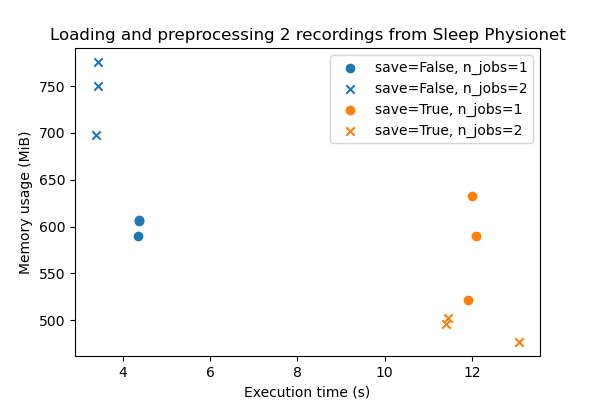 Loading and preprocessing 2 recordings from Sleep Physionet
save=False, n_jobs=1
save=False, n_jobs=2
save=True, n_jobs=1
save=True, n_jobs=2
Memory usage (MiB)
750
700
650
600
550
500
4 6 8 10 12
Execution time (s)